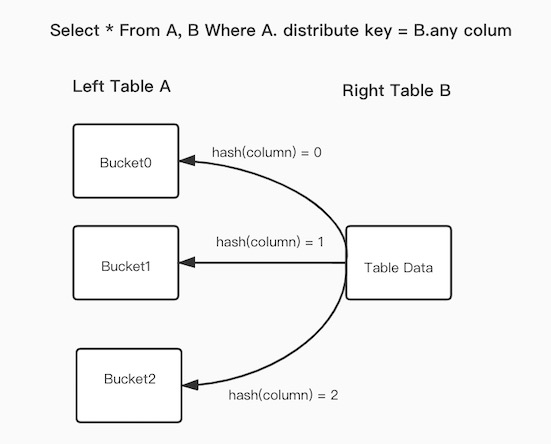 Select * From A, B Where A. distribute key = B.any colum
Left Table A
Right Table B
Bucket0
hash(column) = 0
Bucket1
hash(column) = 1
Table Data
Bucket2
hash(column) = 2